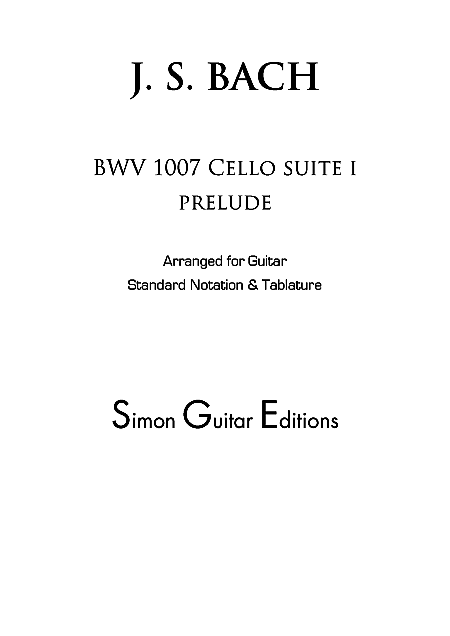 J. S. BACH
BWV 1007 CELLO SUITE I
PRELUDE
Arranged for Guitar
Standard Notation & Tablature
Simon Guitar Editions